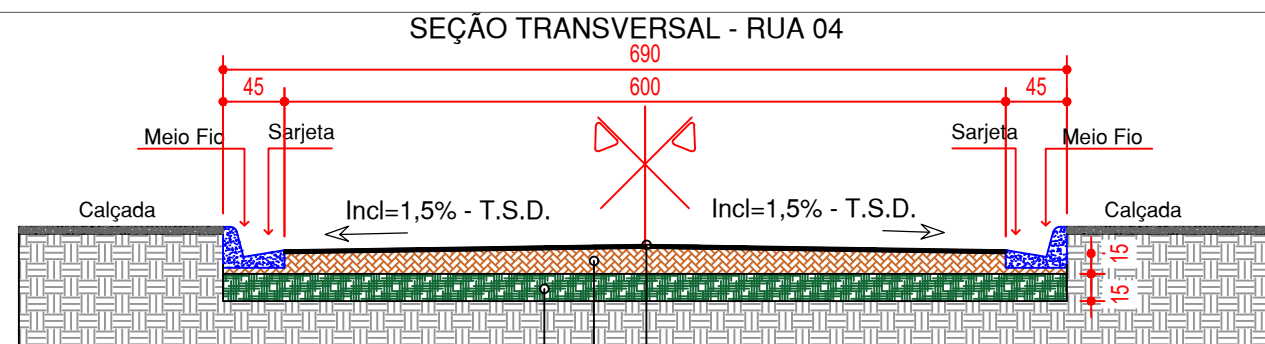 SEÇÃO TRANSVERSAL - RUA 04
690
45
600
45
Meio Fio
Sarjeta
Sarjeta
Meio Fio
Calçada
Incl=1,5% - T.S.D.
Incl=1,5% - T.S.D.
Calçada
15
15